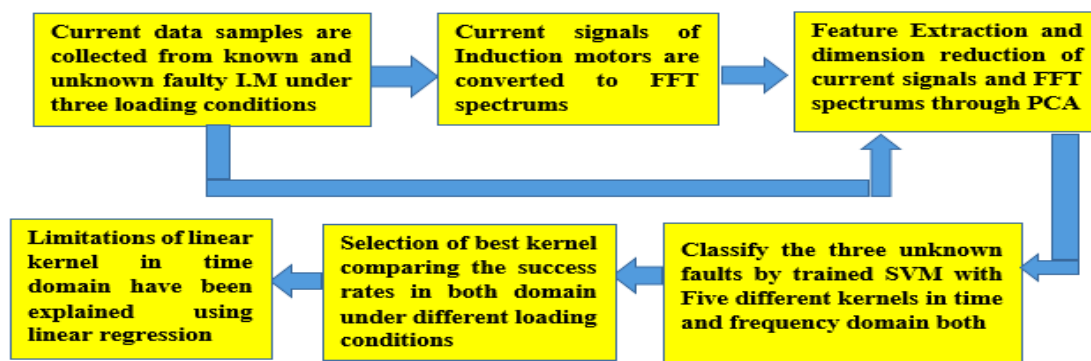 Current data samples are
collected from known and
unknown faulty I.M under
three loading conditions
Current signals of
Induction motors are
converted to FFT
spectrums
Feature Extraction and
dimension reduction of
current signals and FFT
spectrums through PCA
Classify the three unknown
faults by trained SVM with
Five different kernels in time
and frequency domain both
Selection of best kernel
comparing the success
rates in both domain
under different loading
conditions
Limitations of linear
kernel in time
domain have been
explained using
linear regression